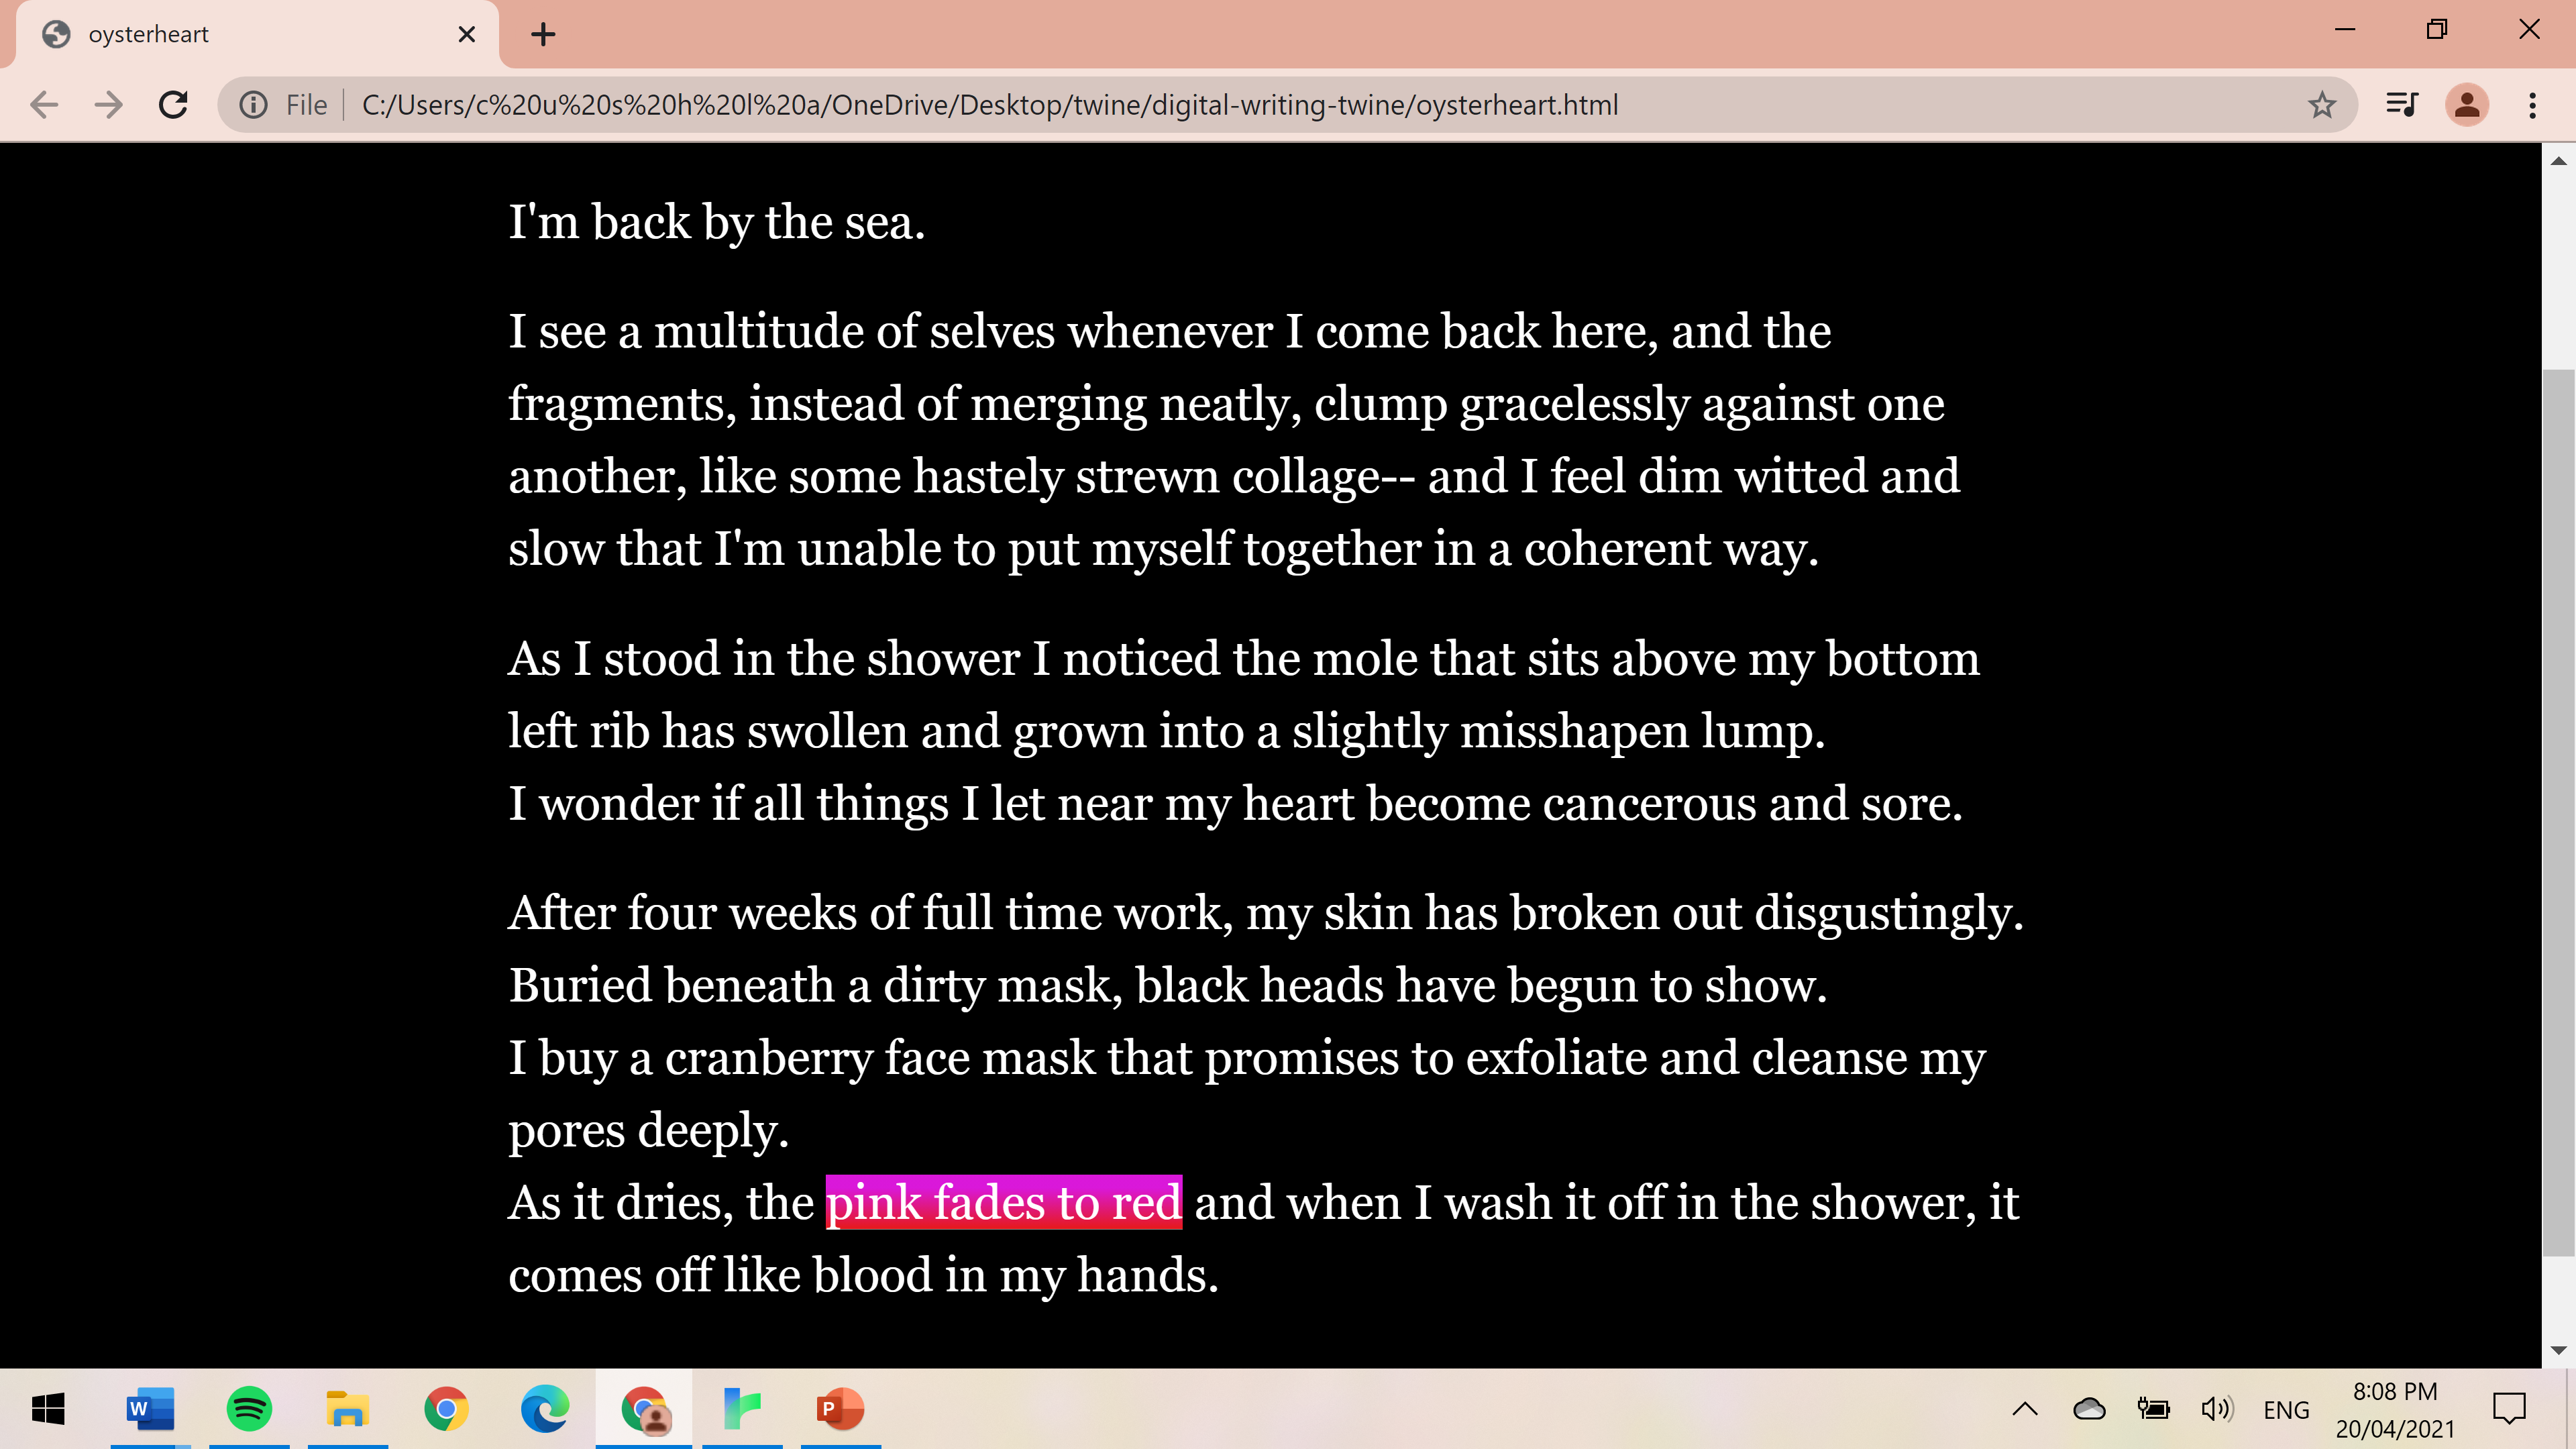 oysterheart
File C:/Users/c%20u%20s%20h%20l%20a/OneDrive/Desktop/twine/digital-writing-twine/oysterheart.html
I'm back by the sea.
I see a multitude of selves whenever I come back here, and the
fragments, instead of merging neatly, clump gracelessly against one
another, like some hastely strewn collage-- and I feel dim witted and
slow that I'm unable to put myself together in a coherent way.
As I stood in the shower I noticed the mole that sits above my bottom
left rib has swollen and grown into a slightly misshapen lump.
I wonder if all things I let near my heart become cancerous and sore.
After four weeks of full time work, my skin has broken out disgustingly.
Buried beneath a dirty mask, black heads have begun to show.
I buy a cranberry face mask that promises to exfoliate and cleanse my
pores deeply.
As it dries, the pink fades to red and when I wash it off in the shower, it
comes off like blood in my hands.
W
P
ENG
8:08 PM
20/04/2021